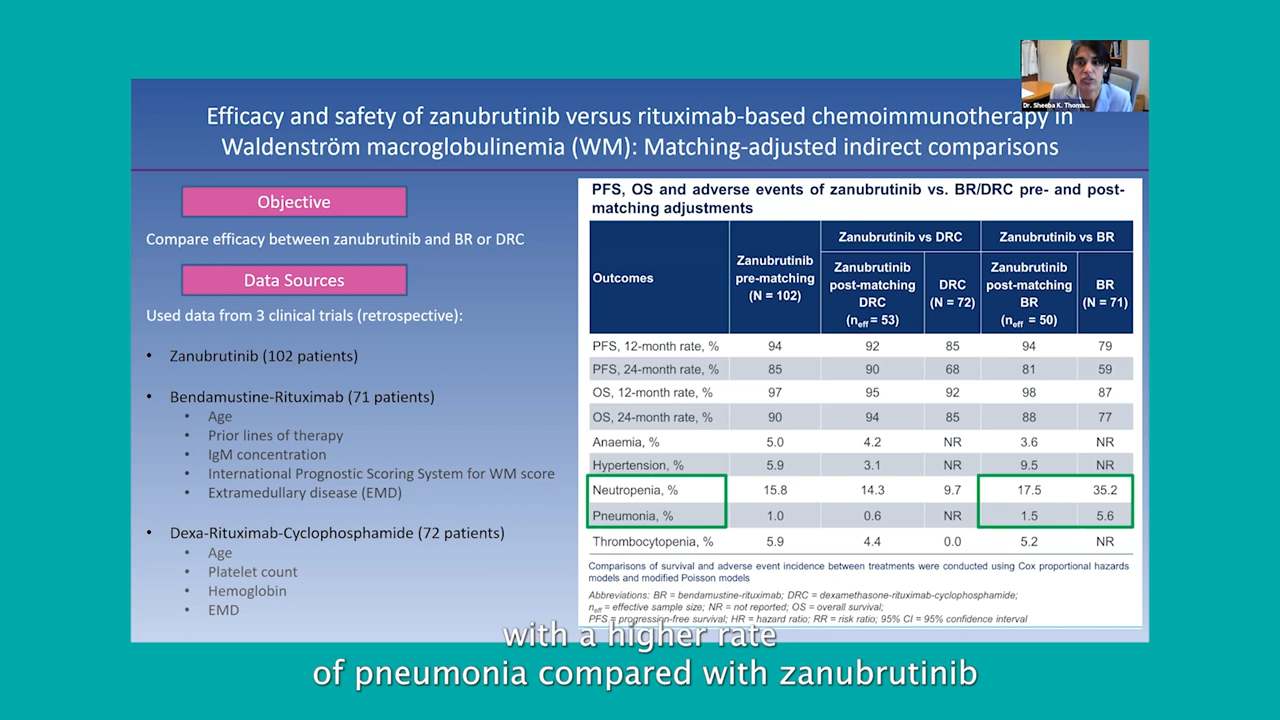 Dr. Sheeba K. Thoma...
Efficacy and safety of zanubrutinib versus rituximab-based chemoimmunotherapy in
Waldenström macroglobulinemia (WM): Matching-adjusted indirect comparisons
Objective
Compare efficacy between zanubrutinib and BR or DRC
Data Sources
Used data from 3 clinical trials (retrospective):
• Zanubrutinib (102 patients)
• Bendamustine-Rituximab (71 patients)
• Age
• Prior lines of therapy
• IgM concentration
• International Prognostic Scoring System for WM score
• Extramedullary disease (EMD)
• Dexa-Rituximab-Cyclophosphamide (72 patients)
• Age
• Platelet count
• Hemoglobin
• EMD
PFS, OS and adverse events of zanubrutinib vs. BR/DRC pre- and post-
matching adjustments
Outcomes
Zanubrutinib
pre-matching
(N = 102)
Zanubrutinib vs DRC
Zanubrutinib
post-matching
DRC
(neff = 53)
DRC
(N = 72)
Zanubrutinib vs BR
Zanubrutinib
post-matching
BR
(neff = 50)
BR
(N = 71)
PFS, 12-month rate, % 94 92 85 94 79
PFS, 24-month rate, % 85 90 68 81 59
OS, 12-month rate, % 97 95 92 98 87
OS, 24-month rate, % 90 94 85 88 77
Anaemia, % 5.0 4.2 NR 3.6 NR
Hypertension, % 5.9 3.1 NR 9.5 NR
Neutropenia, % 15.8 14.3 9.7 17.5 35.2
Pneumonia, % 1.0 0.6 NR 1.5 5.6
Thrombocytopenia, % 5.9 4.4 0.0 5.2 NR
Comparisons of survival and adverse event incidence between treatments were conducted using Cox proportional hazards
models and modified Poisson models
Abbreviations: BR = bendamustine-rituximab; DRC = dexamethasone-rituximab-cyclophosphamide;
neff = effective sample size; NR = not reported; OS = overall survival;
PFS = progression-free survival; HR = hazard ratio; RR = risk ratio; 95% CI = 95% confidence interval
with a higher rate
of pneumonia compared with zanubrutinib